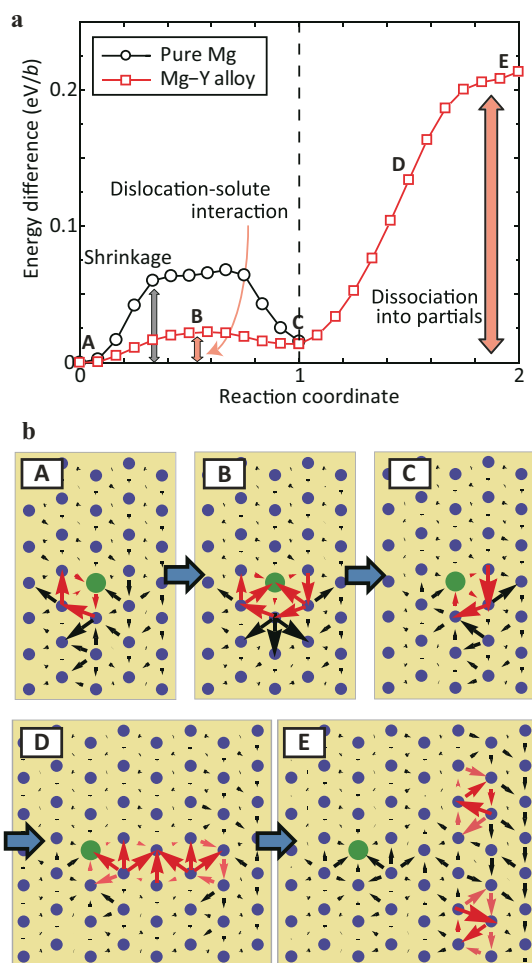 a
Pure Mg
Mg–Y alloy
Energy difference (eV/b)
0.2
0.1
0
Dislocation-solute
interaction
Shrinkage
A
B
C
D
E
Dissociation
into partials
0
1
2
Reaction coordinate
b
A
B
C
D
E